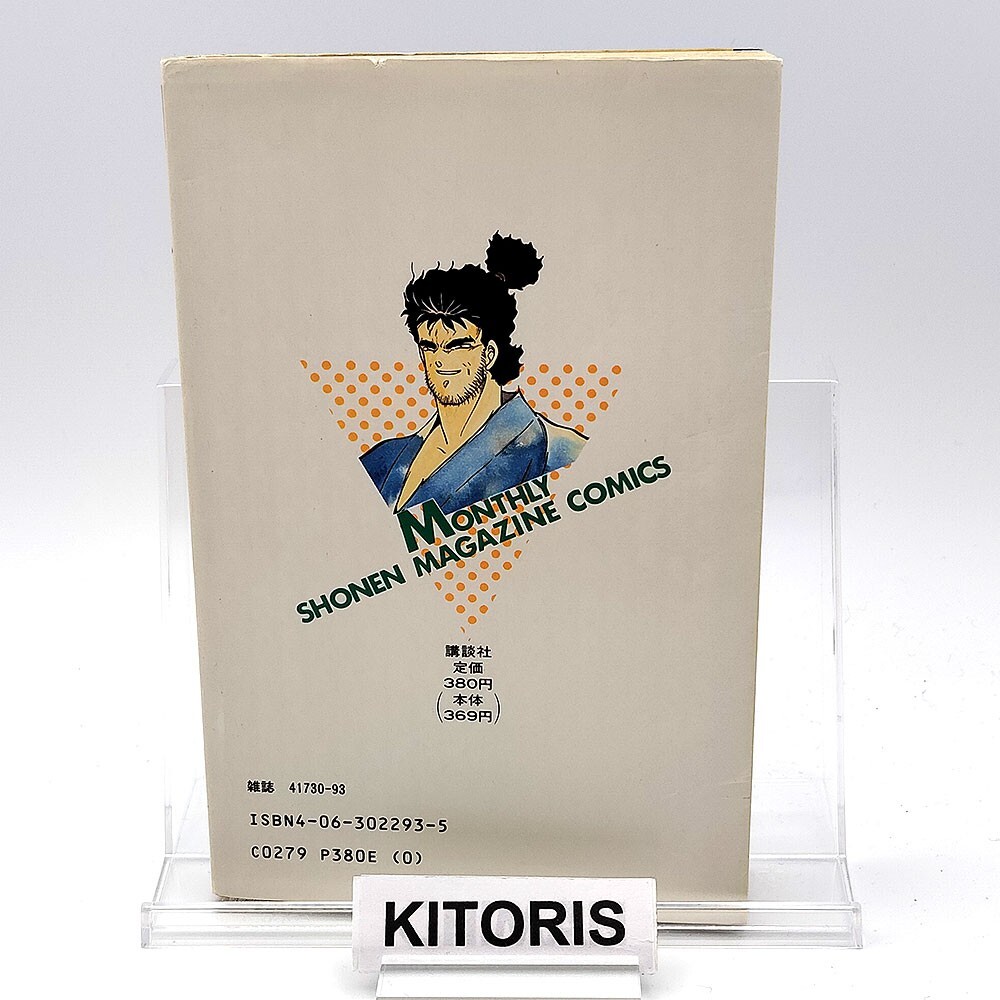 MONTHLY
SHONEN MAGAZINE COMICS
講談社
定価
380円
(本体
369円)
雑誌 41730-93
ISBN4-06-302293-5
C0279 P380E (0)
KITORIS